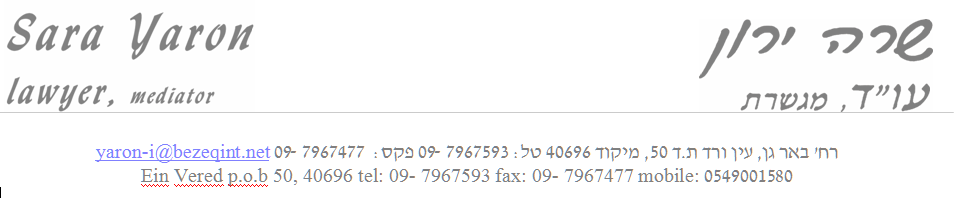 Sara Yaron
שרה ירון
lawyer, mediator
עו"ד, מגשרת
רח' באר גן, עין ורד ת.ד 50, מיקוד 40696 טל: 09- 7967593 פקס : 09- 7967477 yaron-i@bezeqint.net
Ein Vered p.o.b 50, 40696 tel: 09- 7967593 fax: 09- 7967477 mobile: 0549001580